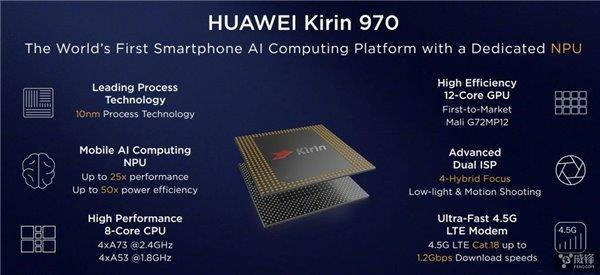 HUAWEI Kirin 970
The World's First Smartphone AI Computing Platform with a Dedicated NPU
Leading Process
Technology
10nm Process Technology
Mobile AI Computing
NPU
Up to 25x performance
Up to 50x power efficiency
High Performance
8-Core CPU
4xA73 @2.4GHz
4xA53 @1.8GHz
Kirin
High Efficiency
12-Core GPU
First-to-Market
Mali G72MP12
Advanced
Dual ISP
4-Hybrid Focus
Low-light & Motion Shooting
Ultra-Fast 4.5G
LTE Modem
4.5G LTE Cat.18 up to
1.2Gbps Download speeds
4.5G
威锋
FENG.COM